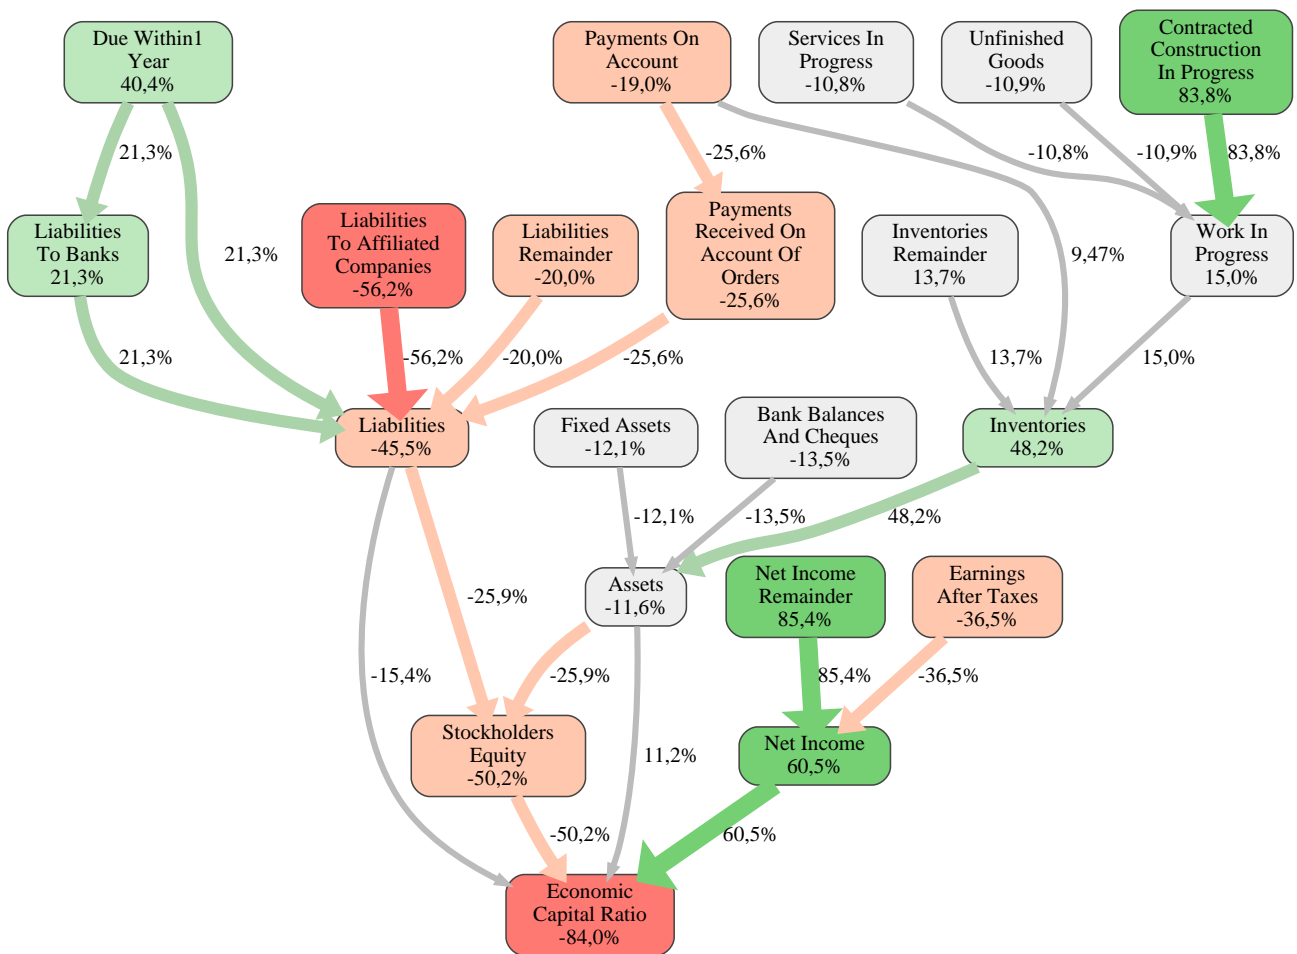 Due Within1
Year
40,4%
Payments On
Account
-19,0%
Services In
Progress
-10,8%
Unfinished
Goods
-10,9%
Contracted
Construction
In Progress
83,8%
21,3%
-25,6%
-10,8%
-10,9%
83,8%
Liabilities
To Banks
21,3%
21,3%
Liabilities
To Affiliated
Companies
-56,2%
Liabilities
Remainder
-20,0%
Payments
Received On
Account Of
Orders
-25,6%
Inventories
Remainder
13,7%
9,47%
Work In
Progress
15,0%
21,3%
-56,2%
-20,0%
-25,6%
13,7%
15,0%
Liabilities
-45,5%
Fixed Assets
-12,1%
Bank Balances
And Cheques
-13,5%
Inventories
48,2%
-12,1%
-13,5%
48,2%
-25,9%
Assets
-11,6%
Net Income
Remainder
85,4%
Earnings
After Taxes
-36,5%
-15,4%
-25,9%
85,4%
-36,5%
Stockholders
Equity
-50,2%
11,2%
Net Income
60,5%
-50,2%
60,5%
Economic
Capital Ratio
-84,0%